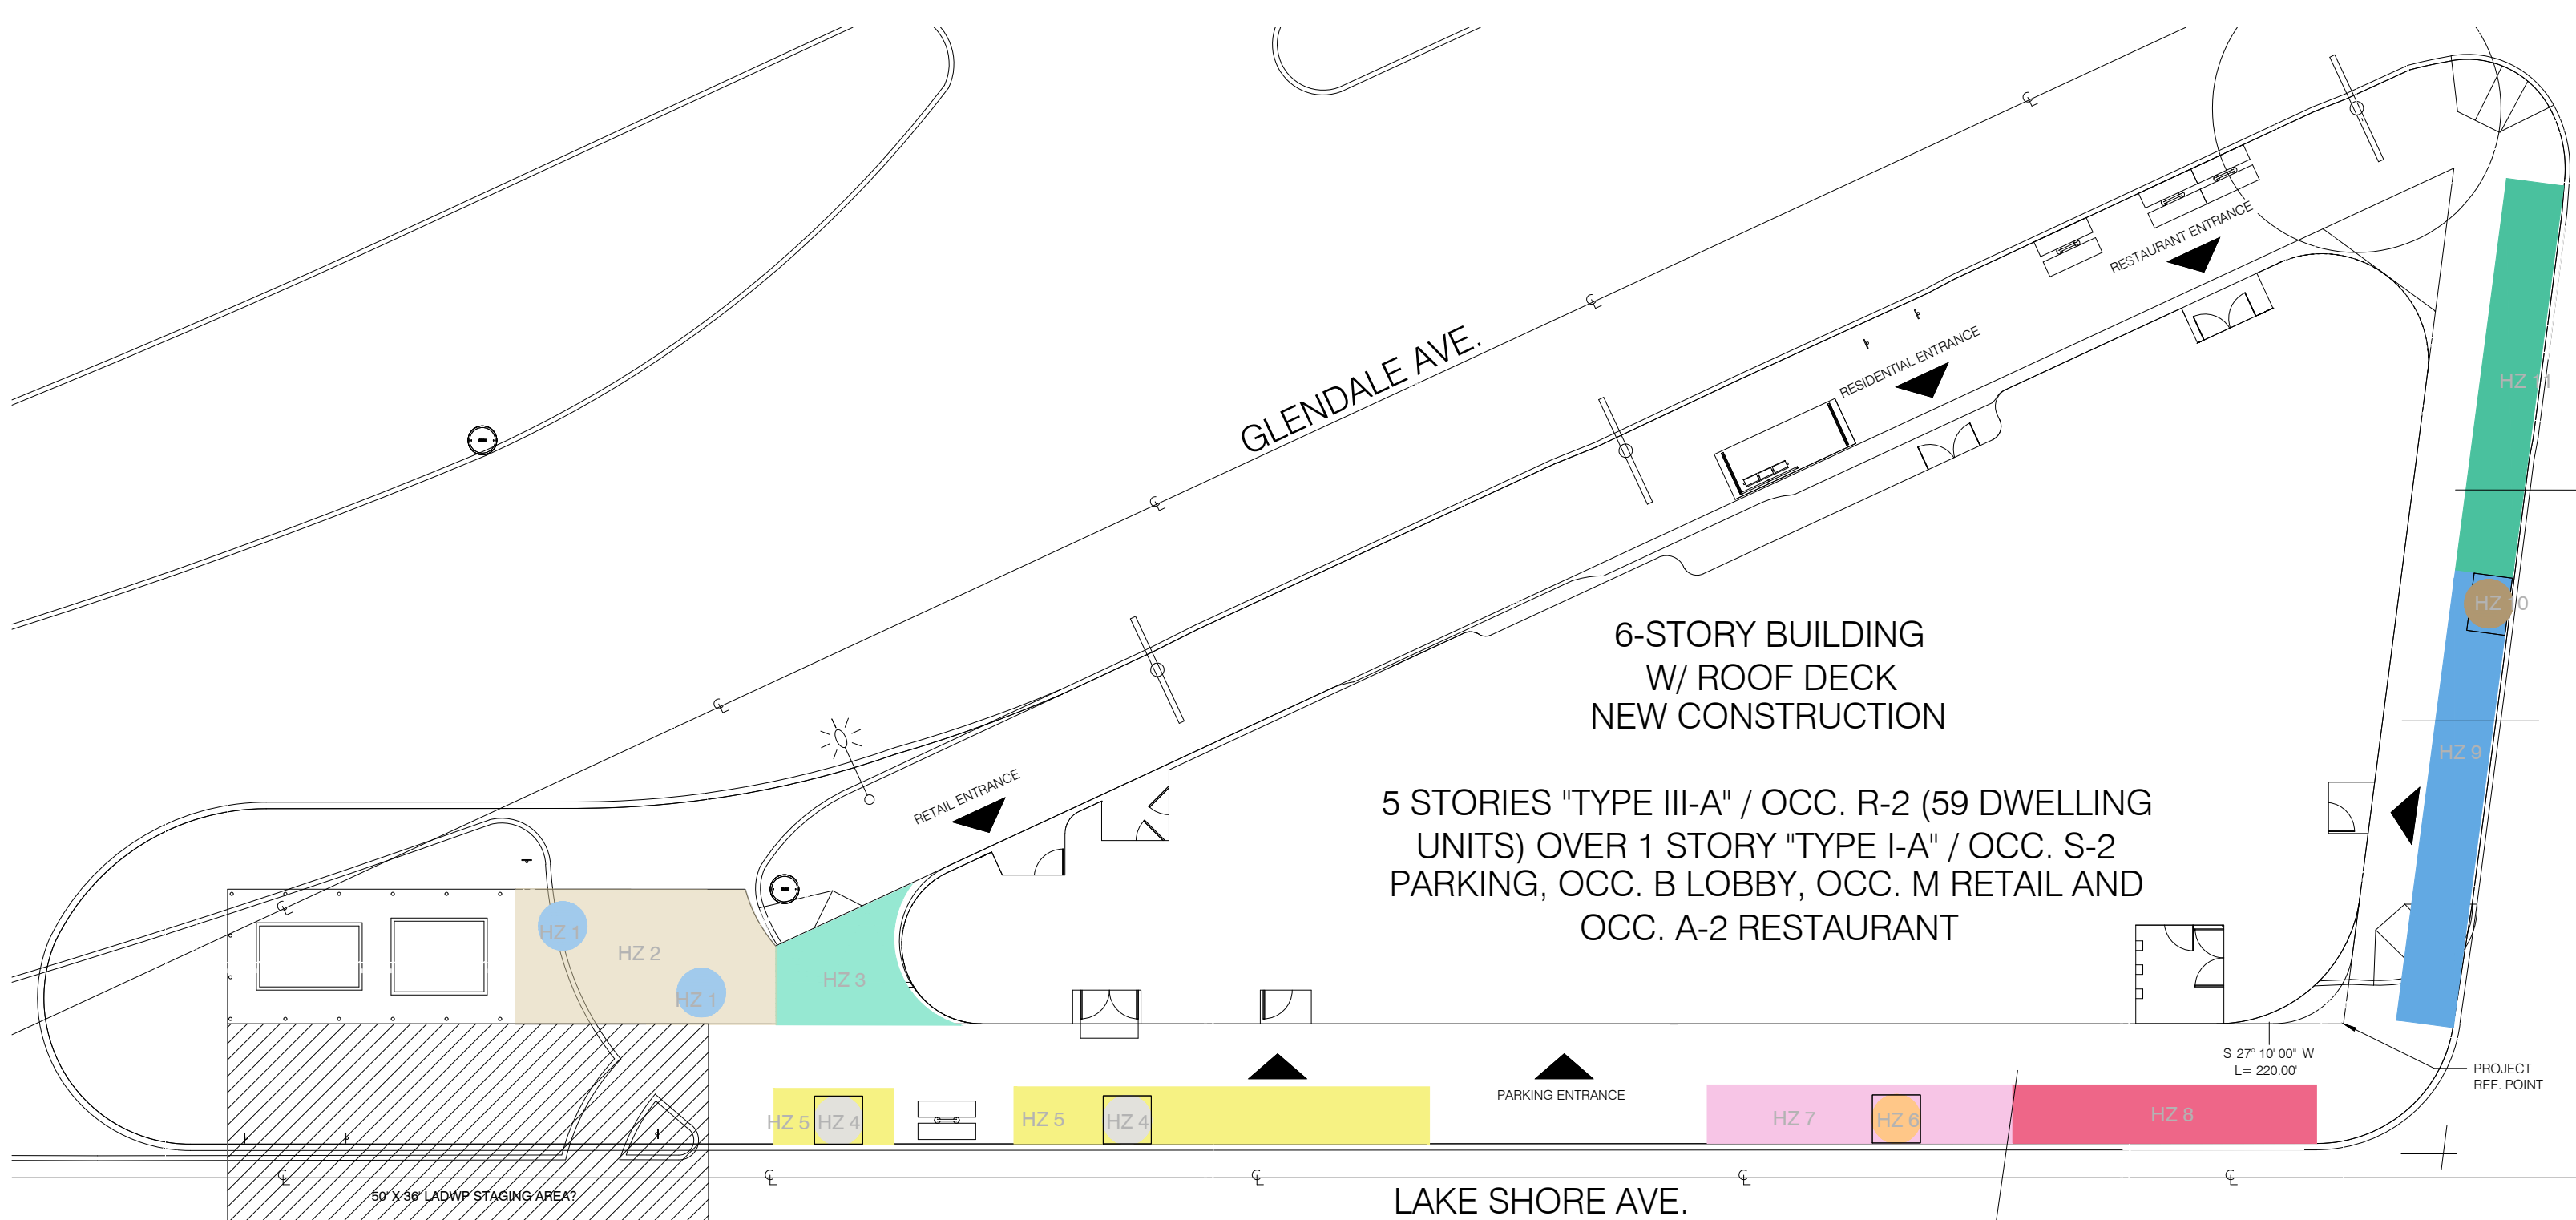 GLENDALE AVE.
RESTAURANT ENTRANCE
RESIDENTIAL ENTRANCE
RETAIL ENTRANCE
6-STORY BUILDING
W/ ROOF DECK
NEW CONSTRUCTION
5 STORIES "TYPE III-A" / OCC. R-2 (59 DWELLING
UNITS) OVER 1 STORY "TYPE I-A" / OCC. S-2
PARKING, OCC. B LOBBY, OCC. M RETAIL AND
OCC. A-2 RESTAURANT
HZ 11
HZ 10
HZ 9
HZ 1
HZ 2
HZ 1
HZ 3
HZ 5
HZ 4
HZ 5
HZ 4
PARKING ENTRANCE
HZ 7
HZ 6
HZ 8
S 27° 10' 00" W
L= 220.00'
PROJECT
REF. POINT
50' X 36' LADWP STAGING AREA?
LAKE SHORE AVE.